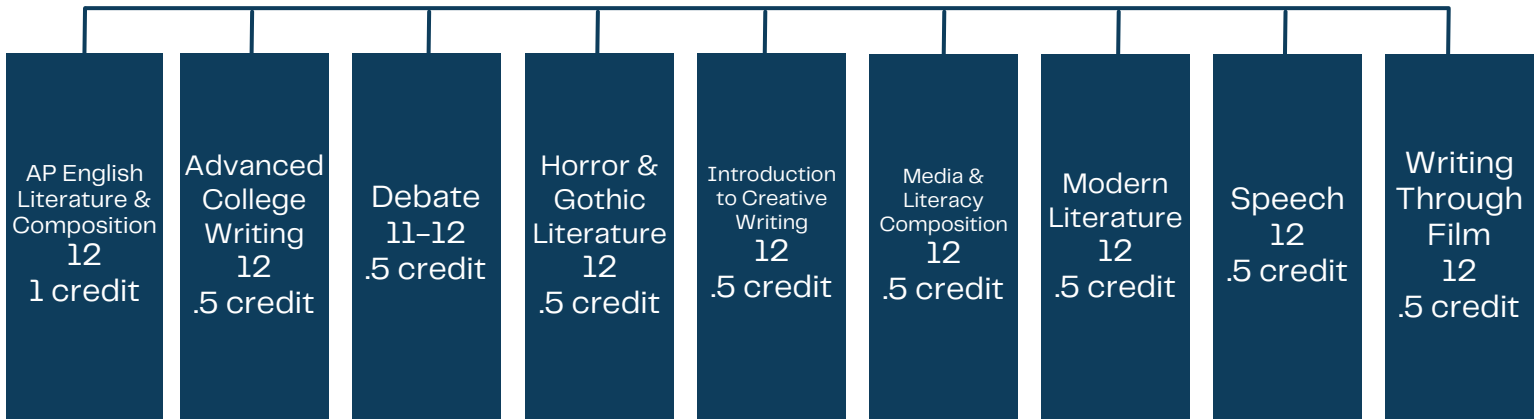 AP English
Literature &
Composition
12
1 credit
Advanced
College
Writing
12
.5 credit
Debate
11-12
.5 credit
Horror &
Gothic
Literature
12
.5 credit
Introduction
to Creative
Writing
12
.5 credit
Media &
Literacy
Composition
12
.5 credit
Modern
Literature
12
.5 credit
Speech
12
.5 credit
Writing
Through
Film
12
.5 credit